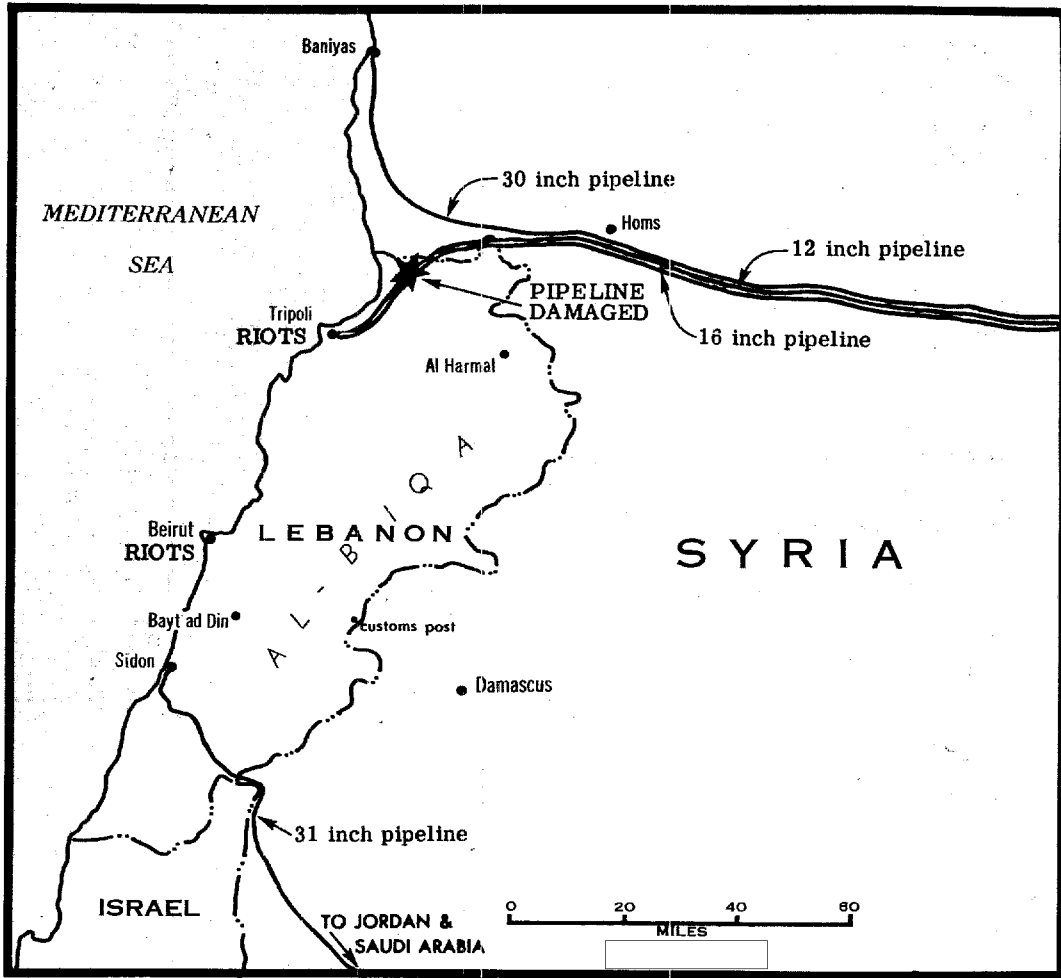 Baniyas
30 inch pipeline
MEDITERRANEAN
SEA
Homs
12 inch pipeline
PIPELINE
DAMAGED
Tripoli
RIOTS
16 inch pipeline
Al Harmal
AL-BIQA
Beirut
RIOTS
LEBANON
SYRIA
Bayt ad Din
customs post
Sidon
Damascus
31 inch pipeline
ISRAEL
TO JORDAN &
SAUDI ARABIA
0 20 40 60
MILES